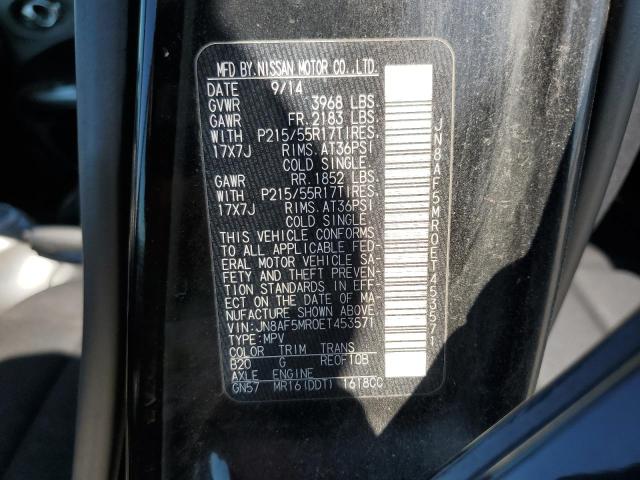 MFD BY NISSAN MOTOR CO.,LTD.
DATE 9/14
GVWR 3968 LBS.
GAWR FR. 2183 LBS.
WITH P215/55R17TIRES.
17X7J RIMS. AT36PSI
COLD SINGLE.
GAWR RR. 1852 LBS.
WITH P215/55R17TIRES.
17X7J RIMS. AT36PSI
COLD SINGLE.
THIS VEHICLE CONFORMS
TO ALL APPLICABLE FED-
ERAL MOTOR VEHICLE SA-
FETY AND THEFT PREVEN-
TION STANDARDS IN EFF-
ECT ON THE DATE OF MA-
NUFACTURE SHOWN ABOVE.
VIN:JN8AF5MR0ET453571
TYPE:MPV
COLOR TRIM TRANS
B20 G RE0F10B
AXLE ENGINE
GN57 MR16(DDT) 1618CC
JN8AF5MR0ET453571